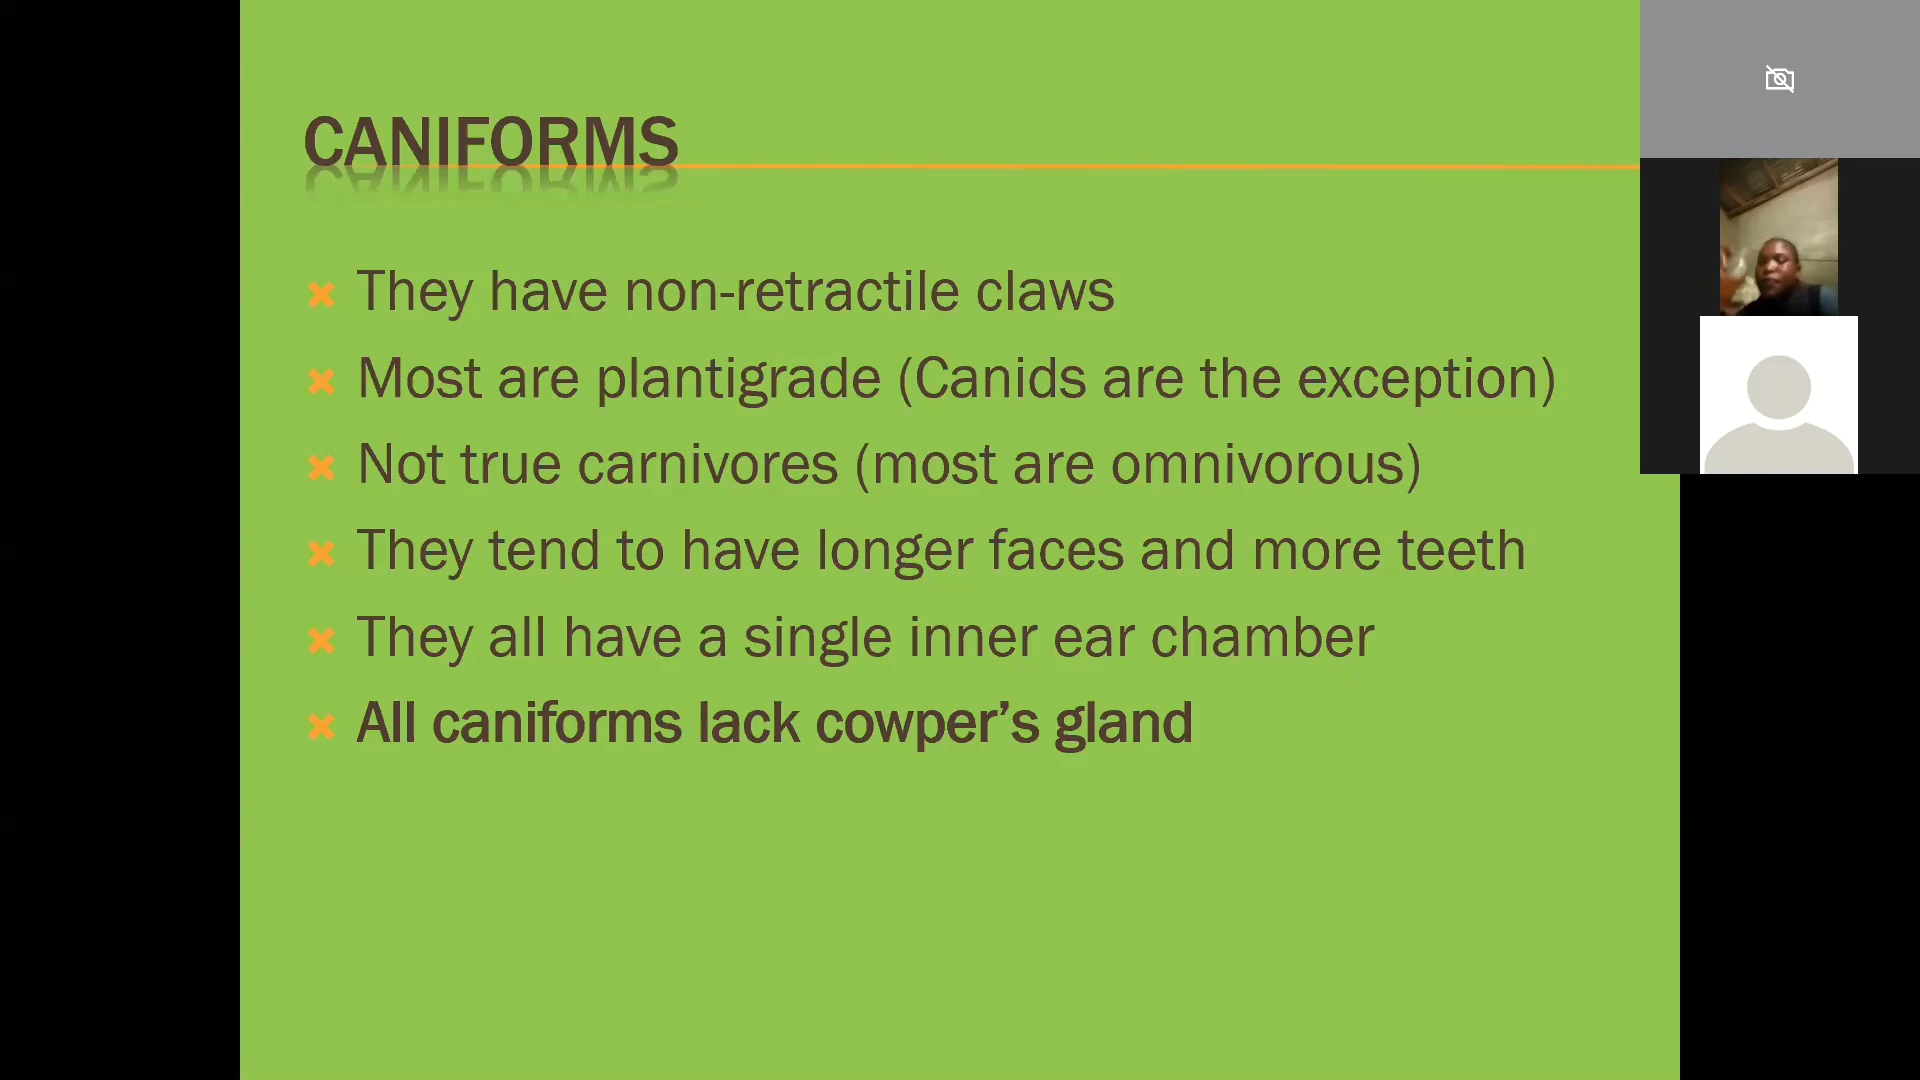 CANIFORMS
They have non-retractile claws
Most are plantigrade (Canids are the exception)
Not true carnivores (most are omnivorous)
They tend to have longer faces and more teeth
They all have a single inner ear chamber
All caniforms lack cowper’s gland